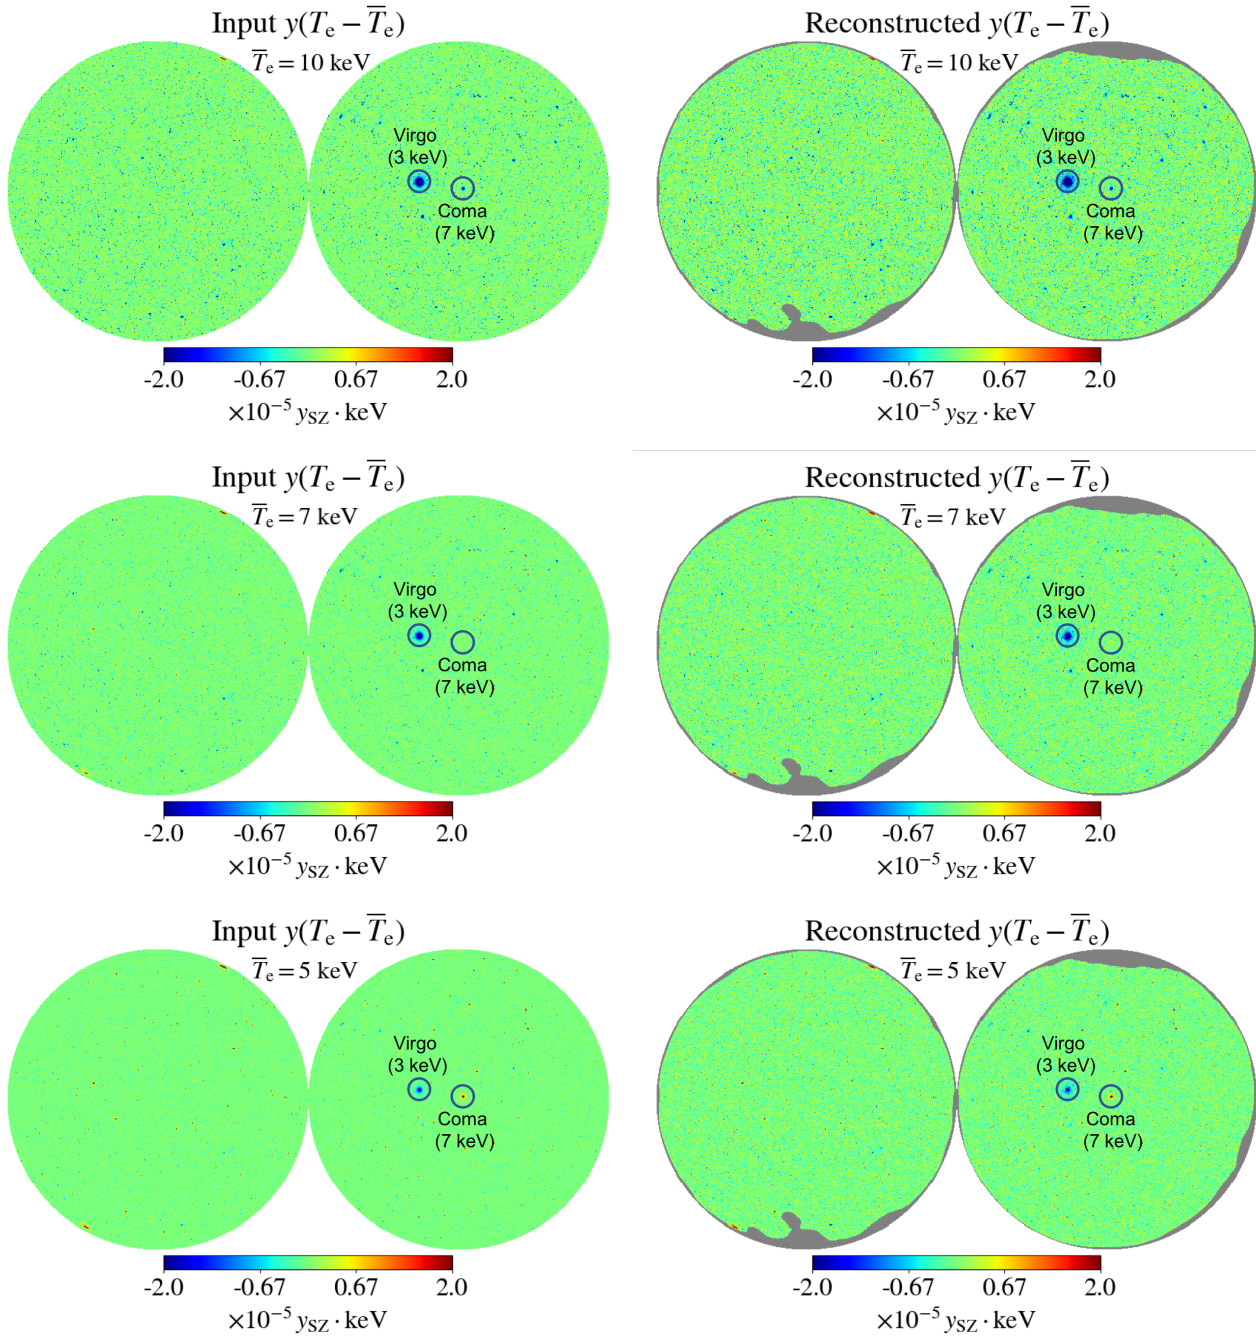 Input y(Tₑ − T̅ₑ)
T̅ₑ = 10 keV
Virgo
(3 keV)
Coma
(7 keV)
-2.0 -0.67 0.67 2.0
×10⁻⁵ y_SZ · keV
Reconstructed y(Tₑ − T̅ₑ)
T̅ₑ = 10 keV
Virgo
(3 keV)
Coma
(7 keV)
-2.0 -0.67 0.67 2.0
×10⁻⁵ y_SZ · keV
Input y(Tₑ − T̅ₑ)
T̅ₑ = 7 keV
Virgo
(3 keV)
Coma
(7 keV)
-2.0 -0.67 0.67 2.0
×10⁻⁵ y_SZ · keV
Reconstructed y(Tₑ − T̅ₑ)
T̅ₑ = 7 keV
Virgo
(3 keV)
Coma
(7 keV)
-2.0 -0.67 0.67 2.0
×10⁻⁵ y_SZ · keV
Input y(Tₑ − T̅ₑ)
T̅ₑ = 5 keV
Virgo
(3 keV)
Coma
(7 keV)
-2.0 -0.67 0.67 2.0
×10⁻⁵ y_SZ · keV
Reconstructed y(Tₑ − T̅ₑ)
T̅ₑ = 5 keV
Virgo
(3 keV)
Coma
(7 keV)
-2.0 -0.67 0.67 2.0
×10⁻⁵ y_SZ · keV